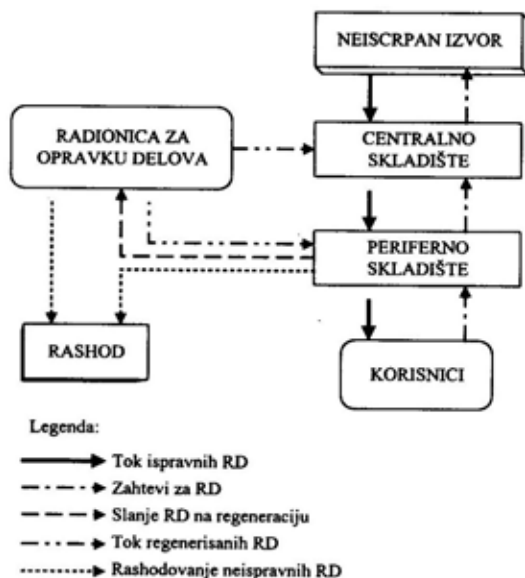 NEISCRPAN IZVOR
RADIONICA ZA
OPRAVKU DELOVA
CENTRALNO
SKLADIŠTE
PERIFERNO
SKLADIŠTE
RASHOD
KORISNICI
Legenda:
Tok ispravnih RD
Zahtevi za RD
Slanje RD na regeneraciju
Tok regenerisanih RD
Rashodovanje neispravnih RD